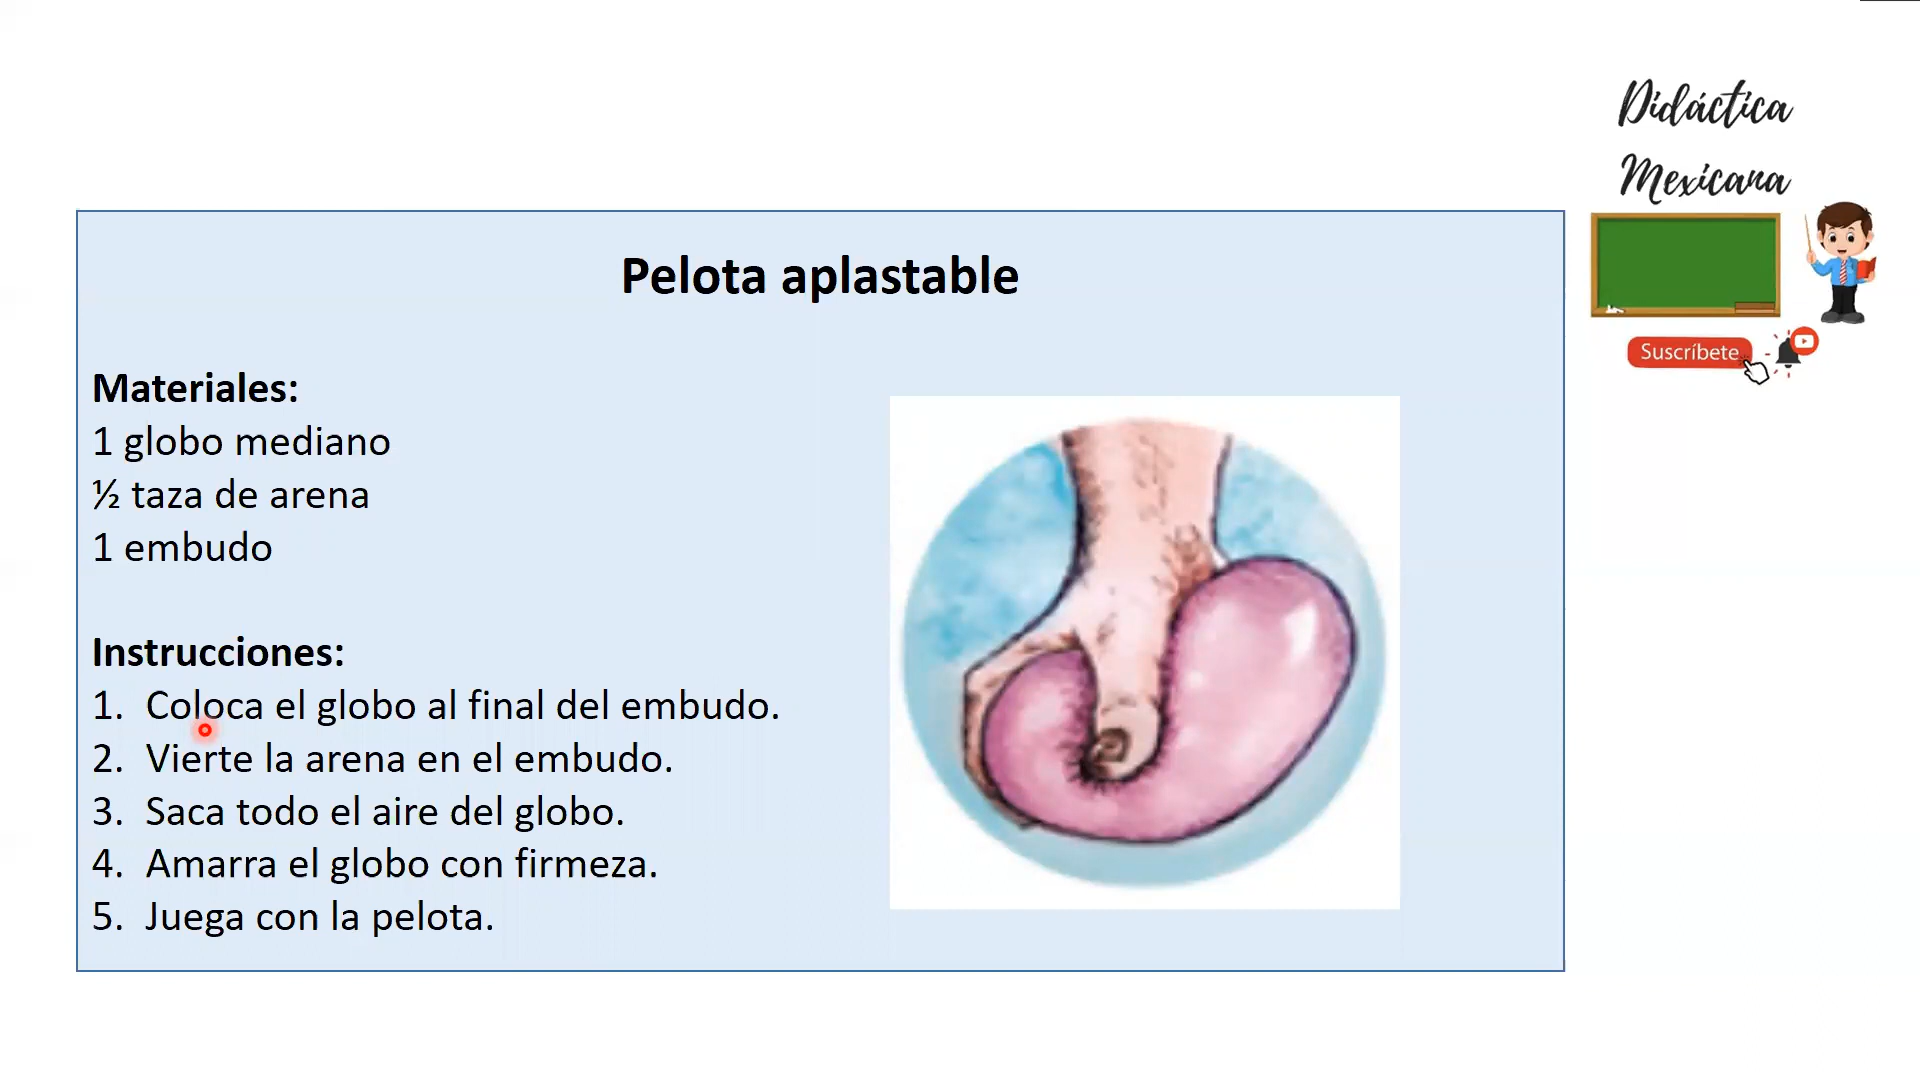 Didáctica
Mexicana
Suscríbete
Pelota aplastable
Materiales:
1 globo mediano
½ taza de arena
1 embudo
Instrucciones:
1. Coloca el globo al final del embudo.
2. Vierte la arena en el embudo.
3. Saca todo el aire del globo.
4. Amarra el globo con firmeza.
5. Juega con la pelota.